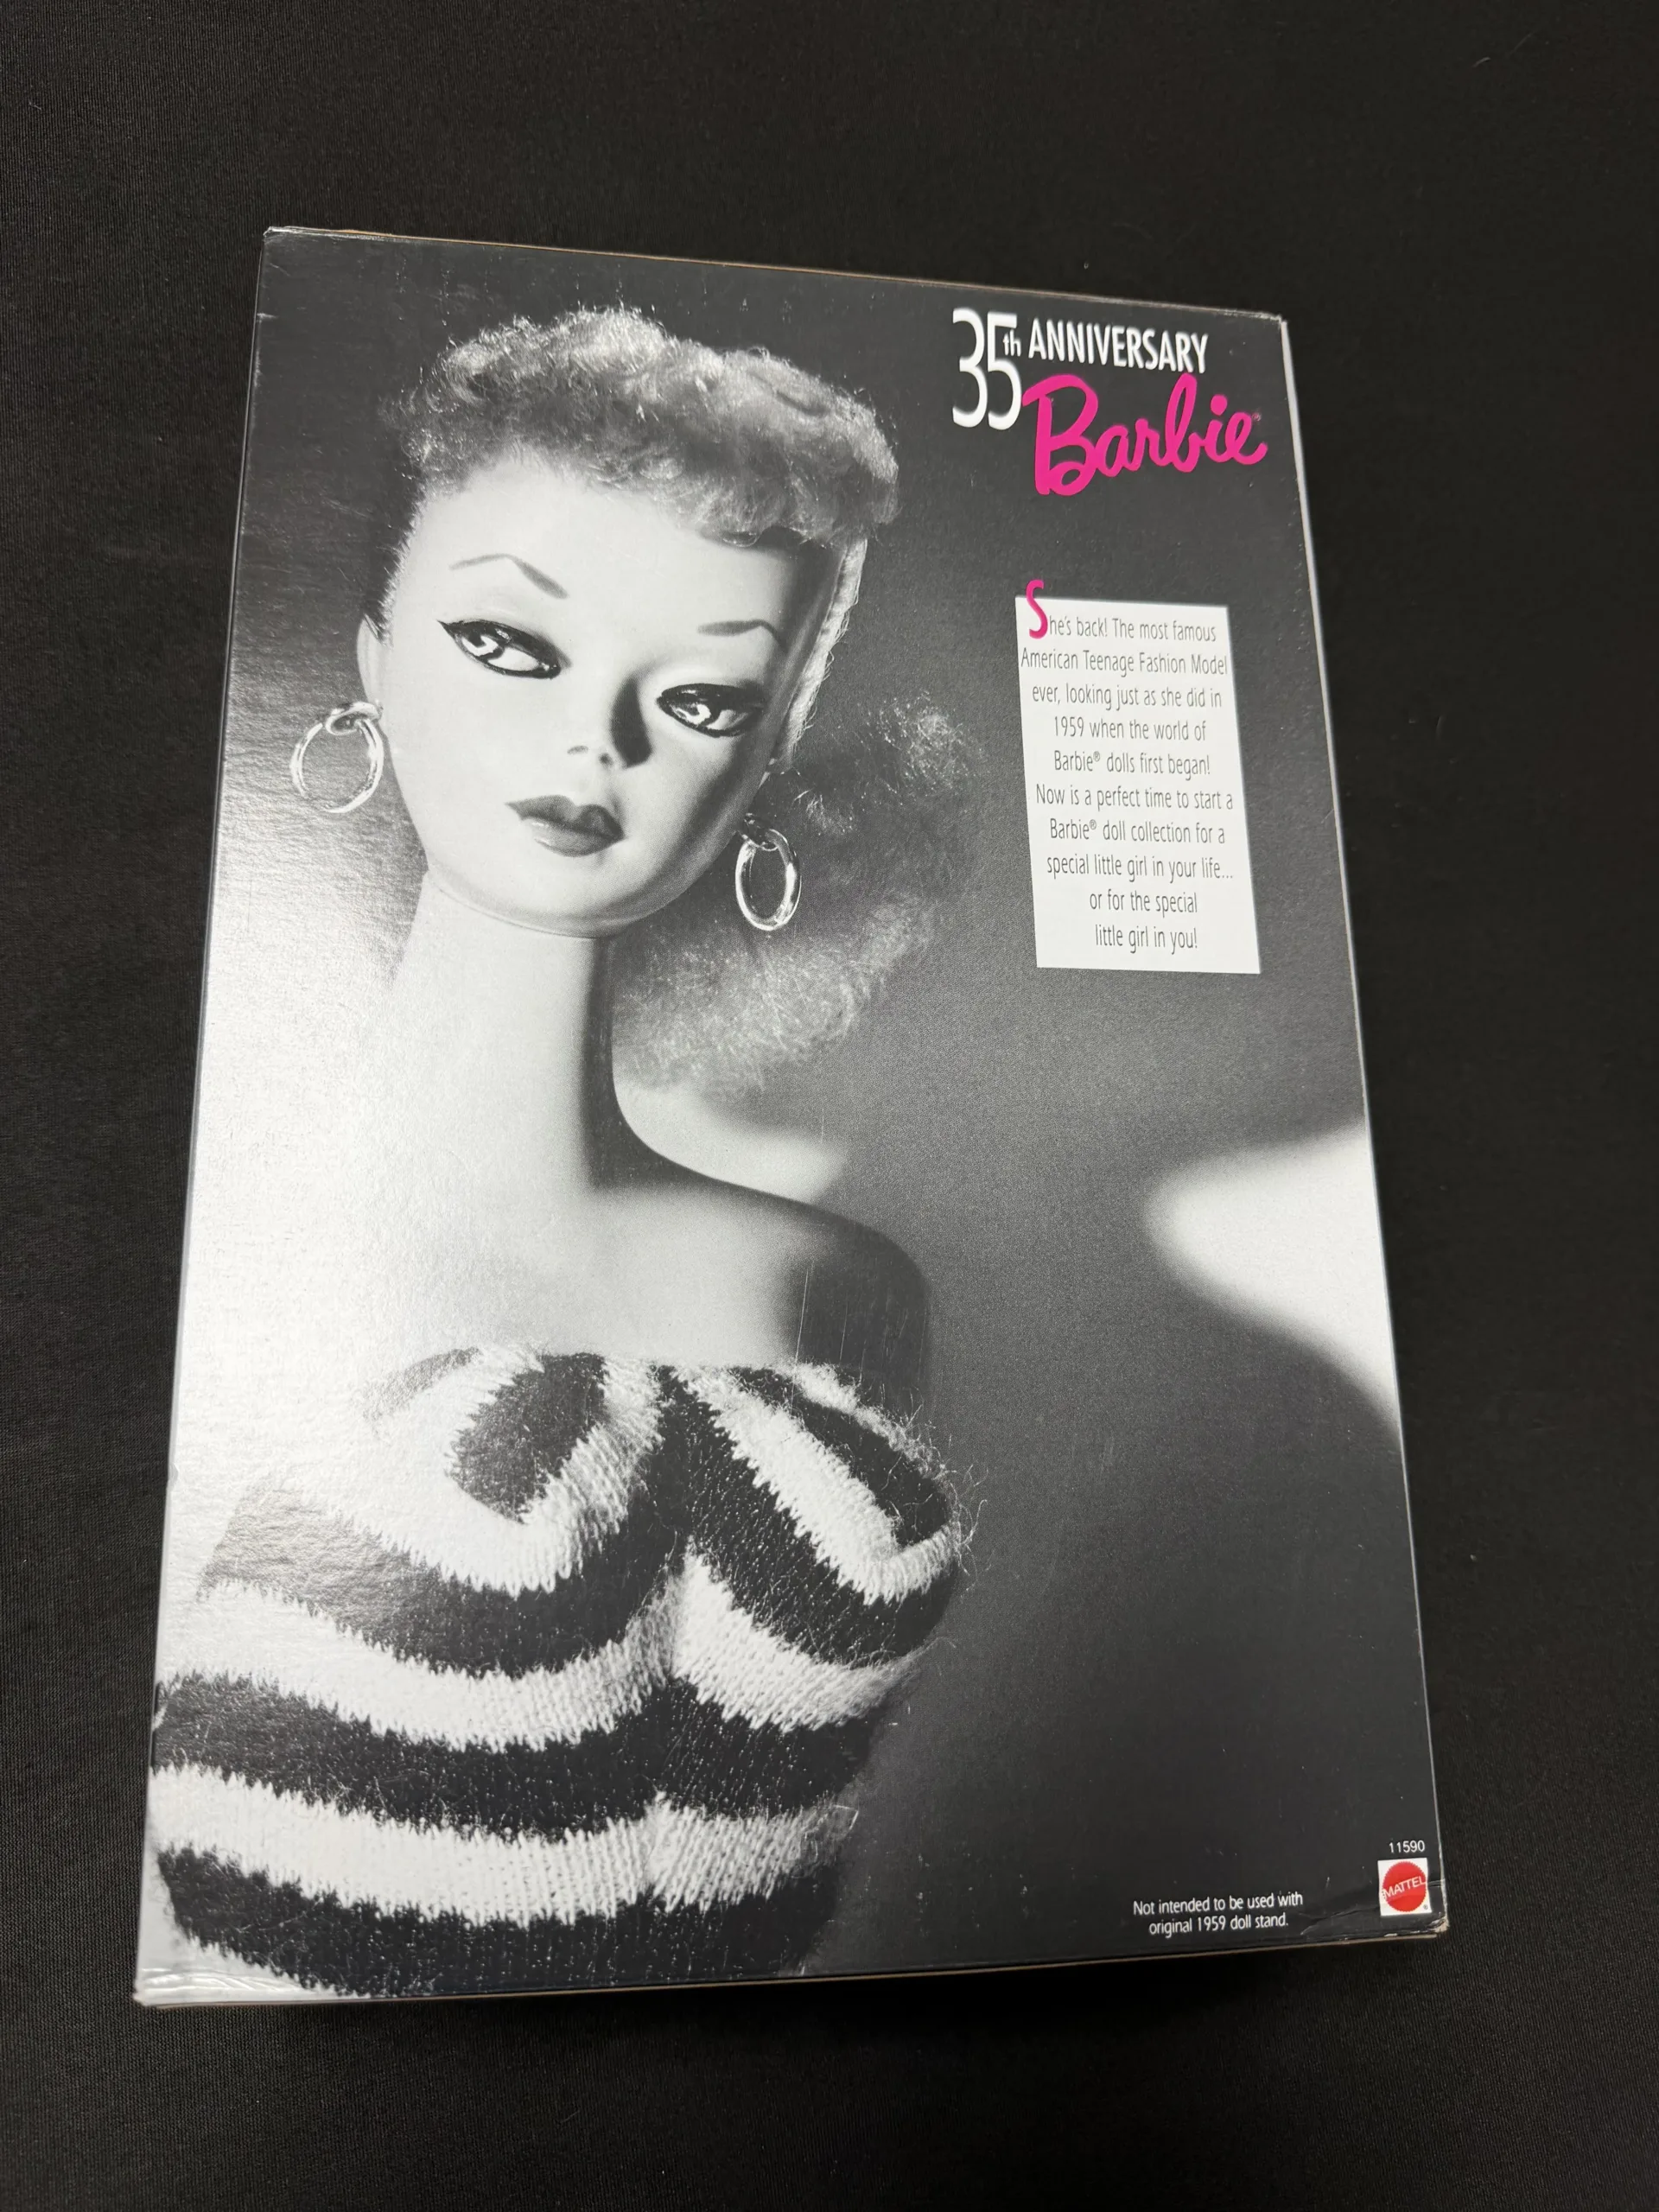 35th ANNIVERSARY
Barbie®
She's back! The most famous
American Teenage Fashion Model
ever, looking just as she did in
1959 when the world of
Barbie® dolls first began!
Now is a perfect time to start a
Barbie® doll collection for a
special little girl in your life...
or for the special
little girl in you!
11590
MATTEL®
Not intended to be used with
original 1959 doll stand.